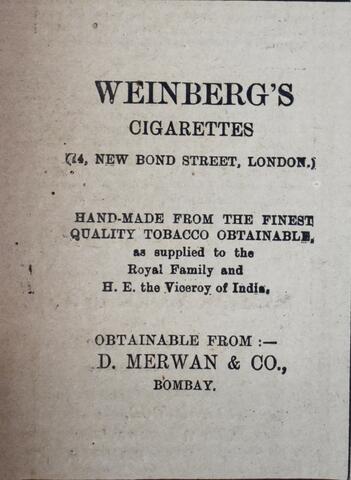 WEINBERG'S
CIGARETTES
(74, NEW BOND STREET, LONDON.)
HAND-MADE FROM THE FINEST
QUALITY TOBACCO OBTAINABLE,
as supplied to the
Royal Family and
H. E. the Viceroy of India.
OBTAINABLE FROM :—
D. MERWAN & CO.,
BOMBAY.